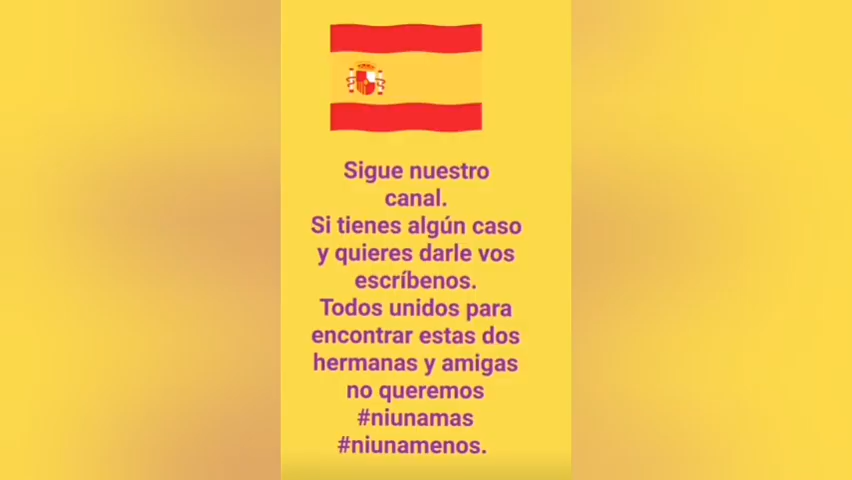 Sigue nuestro
canal.
Si tienes algún caso
y quieres darle vos
escríbenos.
Todos unidos para
encontrar estas dos
hermanas y amigas
no queremos
#niunamas
#niunamenos.